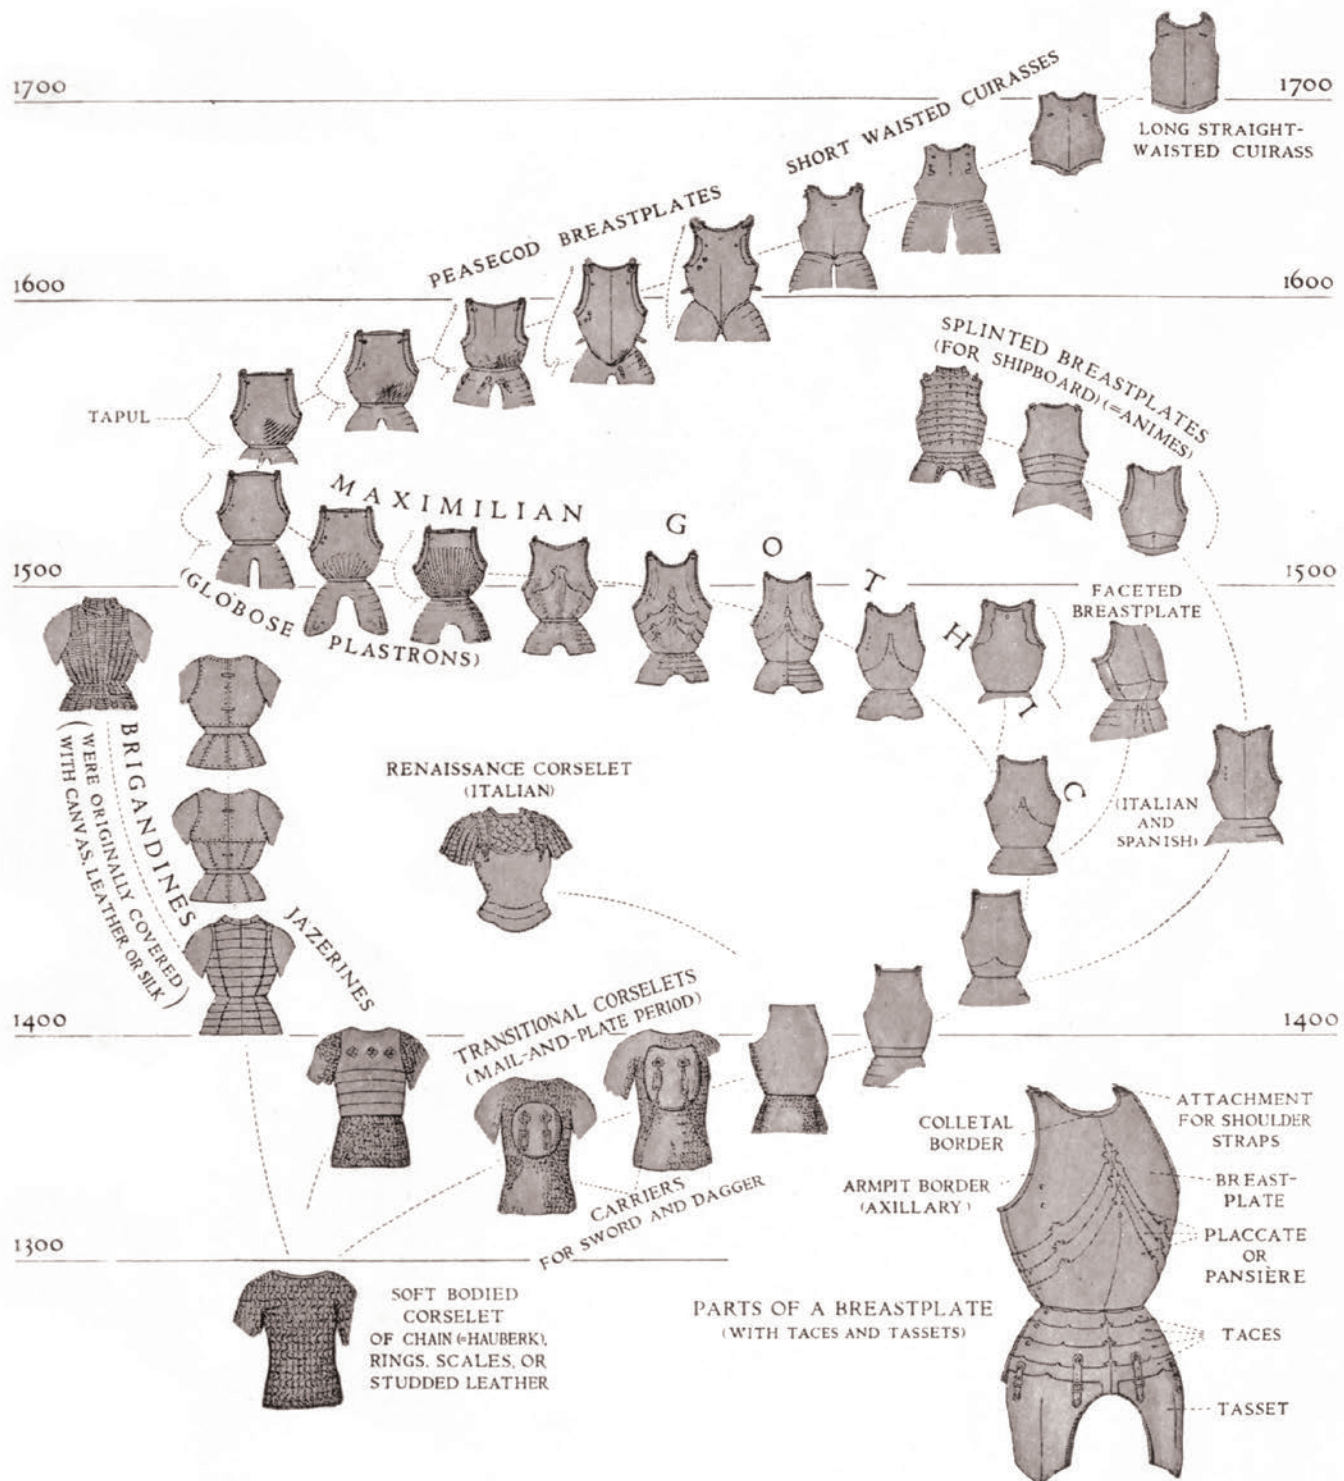 1700
1700
SHORT WAISTED CUIRASSES
LONG STRAIGHT-
WAISTED CUIRASS
PEASECOD BREASTPLATES
1600
1600
SPLINTED BREASTPLATES
(FOR SHIPBOARD) (=ANIMES)
TAPUL
MAXIMILIAN
GOTHIC
(GLOBOSE PLASTRONS)
1500
1500
FACETED
BREASTPLATE
BRIGANDINES
(WERE ORIGINALLY COVERED
WITH CANVAS, LEATHER OR SILK)
RENAISSANCE CORSELET
(ITALIAN)
(ITALIAN
AND
SPANISH)
JAZERINES
TRANSITIONAL CORSELETS
(MAIL-AND-PLATE PERIOD)
1400
1400
CARRIERS
FOR SWORD AND DAGGER
1300
SOFT BODIED
CORSELET
OF CHAIN (=HAUBERK),
RINGS, SCALES, OR
STUDDED LEATHER
PARTS OF A BREASTPLATE
(WITH TACES AND TASSETS)
COLLETAL
BORDER
ARMPIT BORDER
(AXILLARY)
ATTACHMENT
FOR SHOULDER
STRAPS
BREAST-
PLATE
PLACCATE
OR
PANSIÈRE
TACES
TASSET